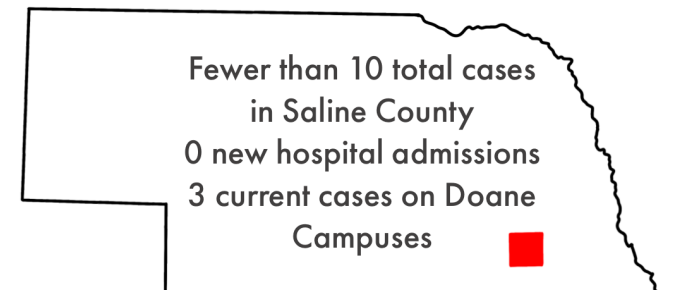 Fewer than 10 total cases
in Saline County
0 new hospital admissions
3 current cases on Doane
Campuses